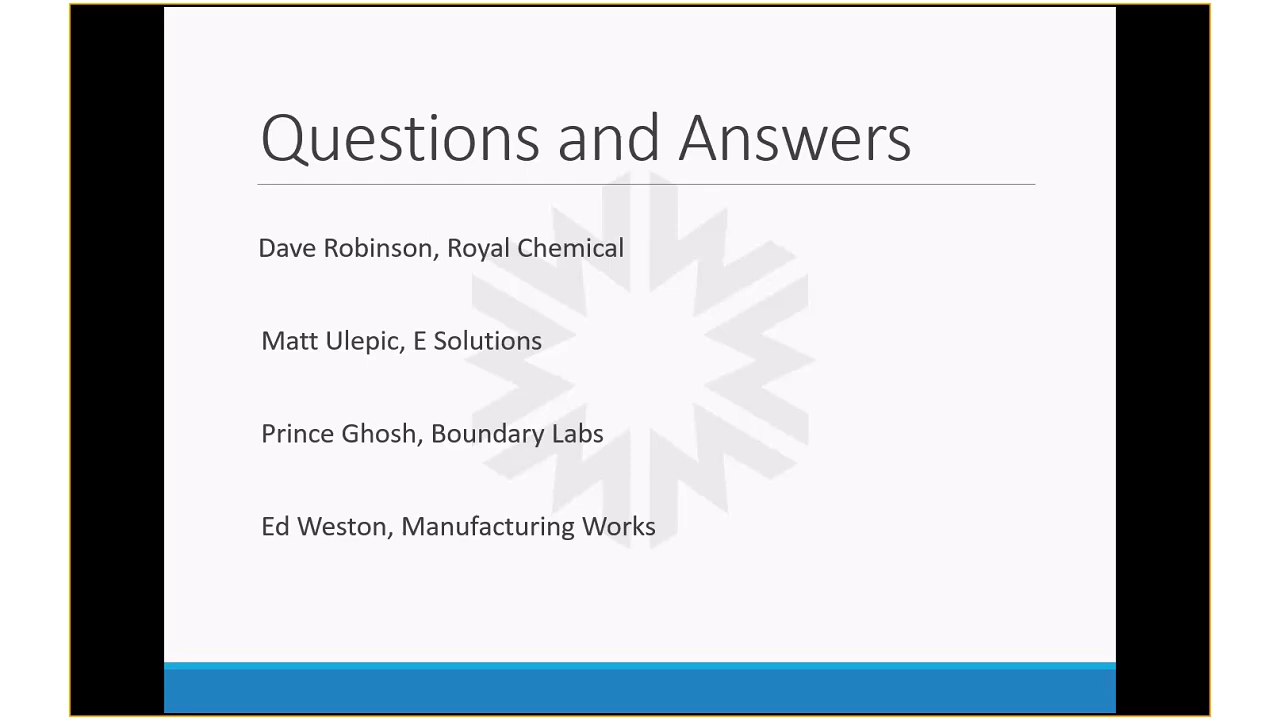 Questions and Answers
Dave Robinson, Royal Chemical
Matt Ulepic, E Solutions
Prince Ghosh, Boundary Labs
Ed Weston, Manufacturing Works